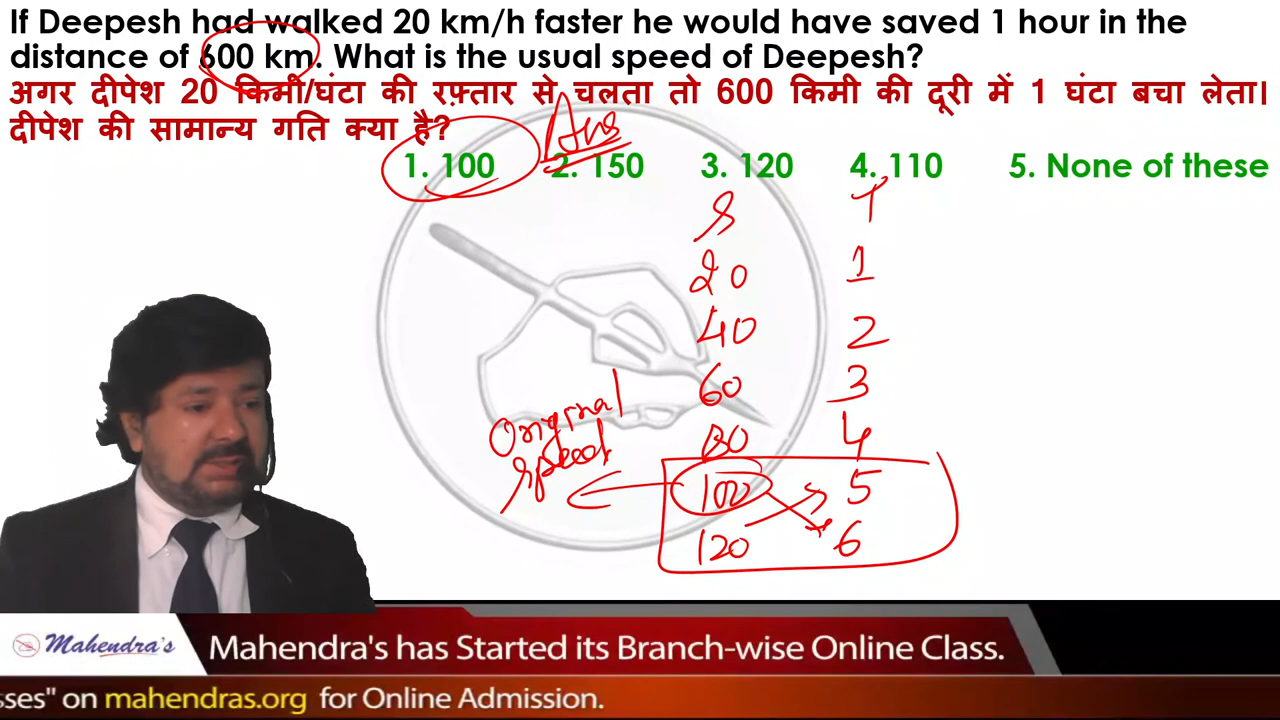 If Deepesh had walked 20 km/h faster he would have saved 1 hour in the
distance of 600 km. What is the usual speed of Deepesh?
अगर दीपेश 20 किमी/घंटा की रफ़्तार से चलता तो 600 किमी की दूरी में 1 घंटा बचा लेता।
दीपेश की सामान्य गति क्या है?
Ans
1. 100 2. 150 3. 120 4. 110 5. None of these
S T
20 1
40 2
60 3
80 4
Original
Speed
100 5
120 6
Mahendra's
Mahendra's has Started its Branch-wise Online Class.
sses" on mahendras.org for Online Admission.